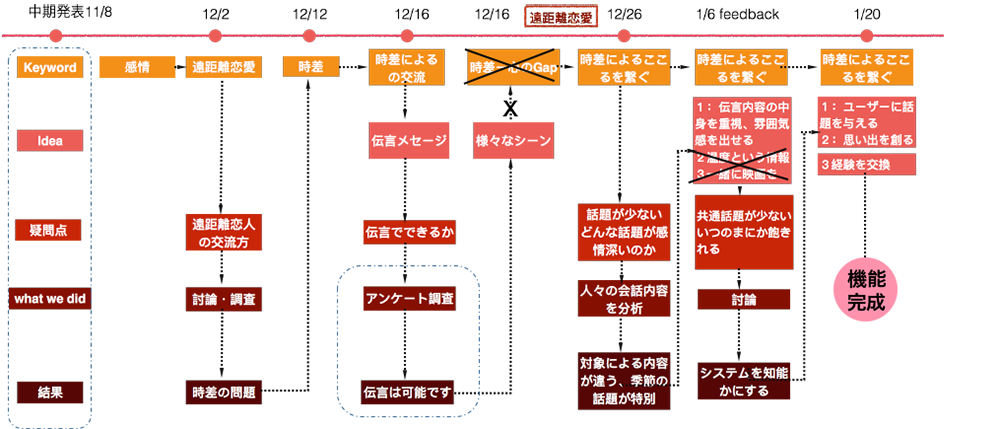 中期発表11/8
12/2
12/12
12/16
12/16
遠距離恋愛
12/26
1/6 feedback
1/20
Keyword
感情
遠距離恋愛
時差
時差による
の交流
時差ー心のGap
時差によるここ
るを繋ぐ
時差によるここ
るを繋ぐ
時差によるここ
るを繋ぐ
Idea
伝言メッセージ
様々なシーン
X
1： 伝言内容の中
身を重視、雰囲気
感を出せる
2 温度という情報
3 一緒に映画を
1： ユーザーに話
題を与える
2： 思い出を創る
3 経験を交換
疑問点
遠距離恋人
の交流方
伝言でできるか
話題が少ない
どんな話題が感
情深いのか
共通話題が少ない
いつのまにか飽き
れる
what we did
討論・調査
アンケート調査
人々の会話内容
を分析
討論
機能
完成
結果
時差の問題
伝言は可能です
対象による内容
が違う、季節の
話題が特別
システムを知能
かにする